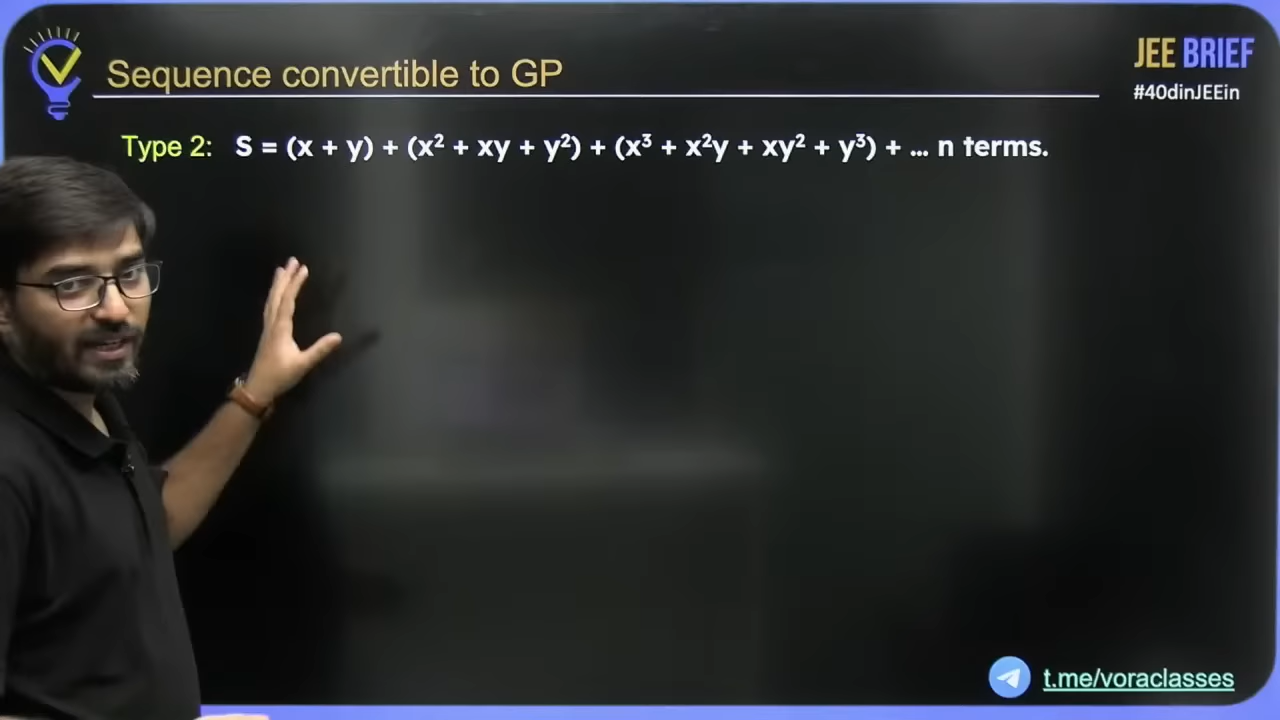 Sequence convertible to GP
JEE BRIEF
#40dinJEEin
Type 2: S = (x + y) + (x² + xy + y²) + (x³ + x²y + xy² + y³) + ... n terms.
t.me/voraclasses